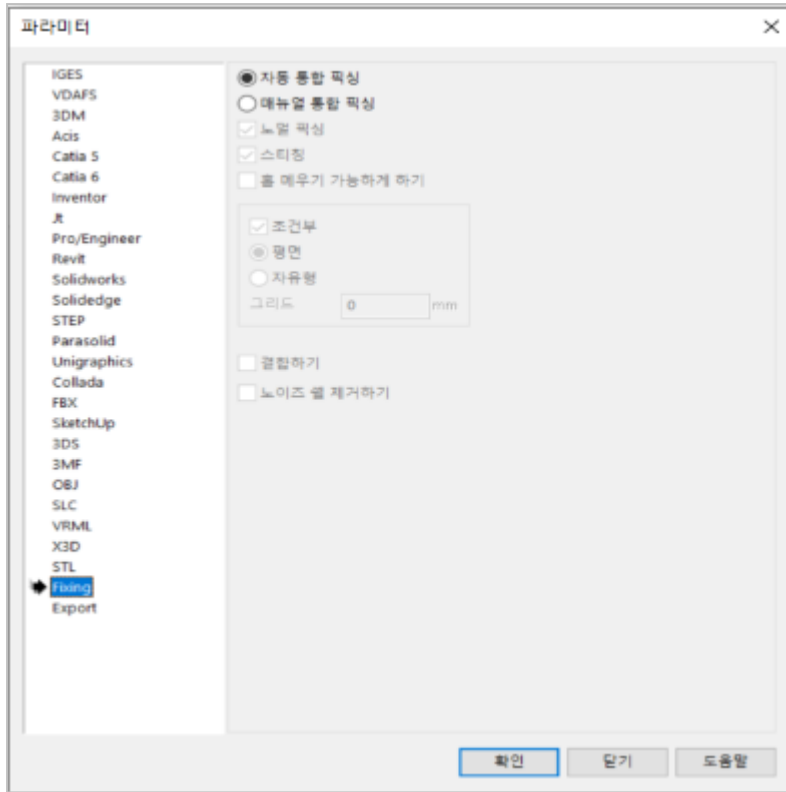 파라미터
IGES
VDAFS
3DM
Acis
Catia 5
Catia 6
Inventor
Jt
Pro/Engineer
Revit
Solidworks
Solidedge
STEP
Parasolid
Unigraphics
Collada
FBX
SketchUp
3DS
3MF
OBJ
SLC
VRML
X3D
STL
Fixing
Export
자동 통합 픽싱
매뉴얼 통합 픽싱
노멀 픽싱
스티칭
홀 메우기 가능하게 하기
조건부
평면
자유형
그리드 0 mm
결합하기
노이즈 쉘 제거하기
확인 닫기 도움말